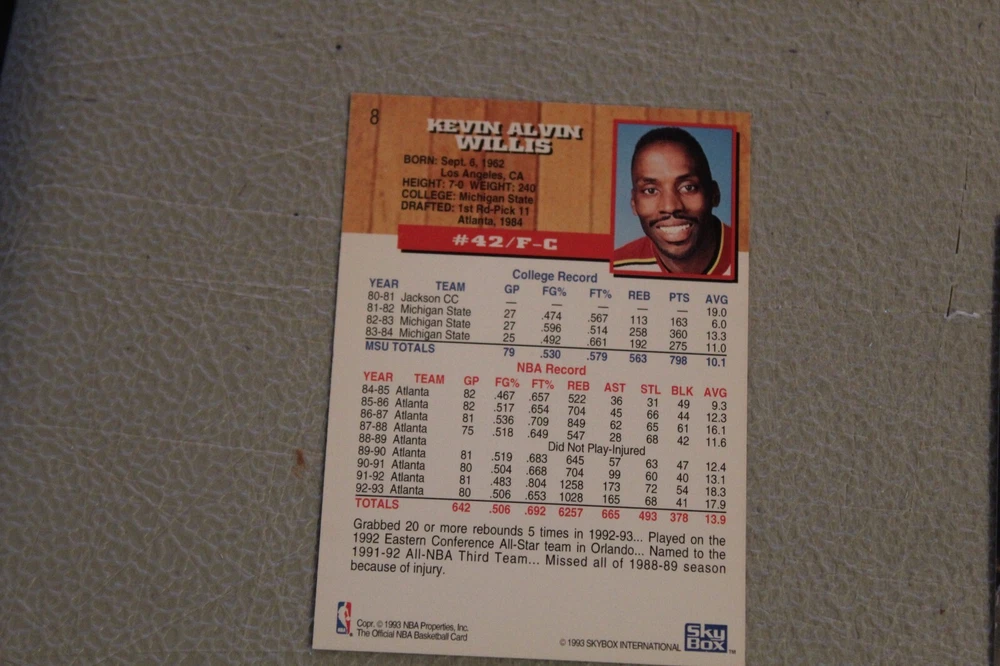 8
KEVIN ALVIN
WILLIS
BORN: Sept. 6, 1962
Los Angeles, CA
HEIGHT: 7-0 WEIGHT: 240
COLLEGE: Michigan State
DRAFTED: 1st Rd-Pick 11
Atlanta, 1984
#42/F-C
College Record
YEAR TEAM GP FG% FT% REB PTS AVG
80-81 Jackson CC — — — — — 19.0
81-82 Michigan State 27 .474 .567 113 163 6.0
82-83 Michigan State 27 .596 .514 258 360 13.3
83-84 Michigan State 25 .492 .661 192 275 11.0
MSU TOTALS 79 .530 .579 563 798 10.1
NBA Record
YEAR TEAM GP FG% FT% REB AST STL BLK AVG
84-85 Atlanta 82 .467 .657 522 36 31 49 9.3
85-86 Atlanta 82 .517 .654 704 45 66 44 12.3
86-87 Atlanta 81 .536 .709 849 62 65 61 16.1
87-88 Atlanta 75 .518 .649 547 28 68 42 11.6
88-89 Atlanta Did Not Play-Injured
89-90 Atlanta 81 .519 .683 645 57 63 47 12.4
90-91 Atlanta 80 .504 .668 704 99 60 40 13.1
91-92 Atlanta 81 .483 .804 1258 173 72 54 18.3
92-93 Atlanta 80 .506 .653 1028 165 68 41 17.9
TOTALS 642 .506 .692 6257 665 493 378 13.9
Grabbed 20 or more rebounds 5 times in 1992-93... Played on the
1992 Eastern Conference All-Star team in Orlando... Named to the
1991-92 All-NBA Third Team... Missed all of 1988-89 season
because of injury.
Copr. © 1993 NBA Properties, Inc.
The Official NBA Basketball Card
© 1993 SKYBOX INTERNATIONAL
Sky
Box
TM